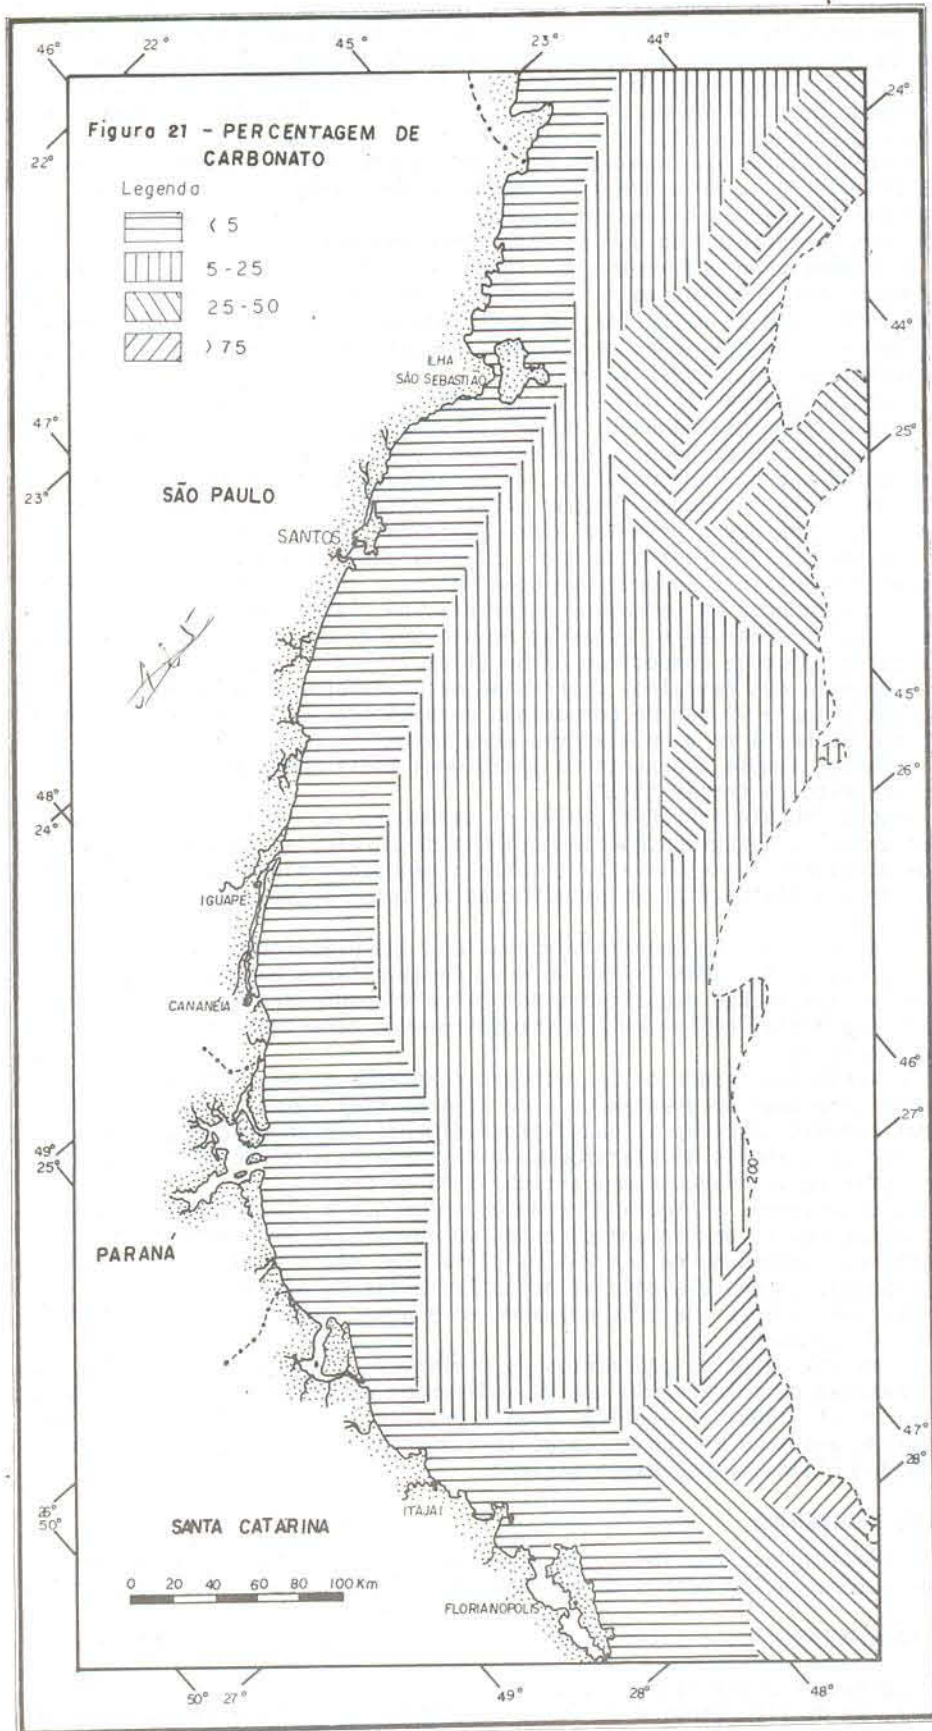 46° 22° 45° 23° 44°
24°
Figura 21 - PERCENTAGEM DE
CARBONATO
22°
Legenda
< 5
5-25
25-50
> 75
44°
ILHA
SÃO SEBASTIÃO
47°
25°
23°
SÃO PAULO
SANTOS
N
45°
26°
48°
24°
IGUAPE
CANANÉIA
46°
27°
49°
25°
200
PARANÁ
47°
28°
26°
50°
ITAJAÍ
SANTA CATARINA
0 20 40 60 80 100 Km
FLORIANOPOLIS
50° 27° 49° 28° 48°